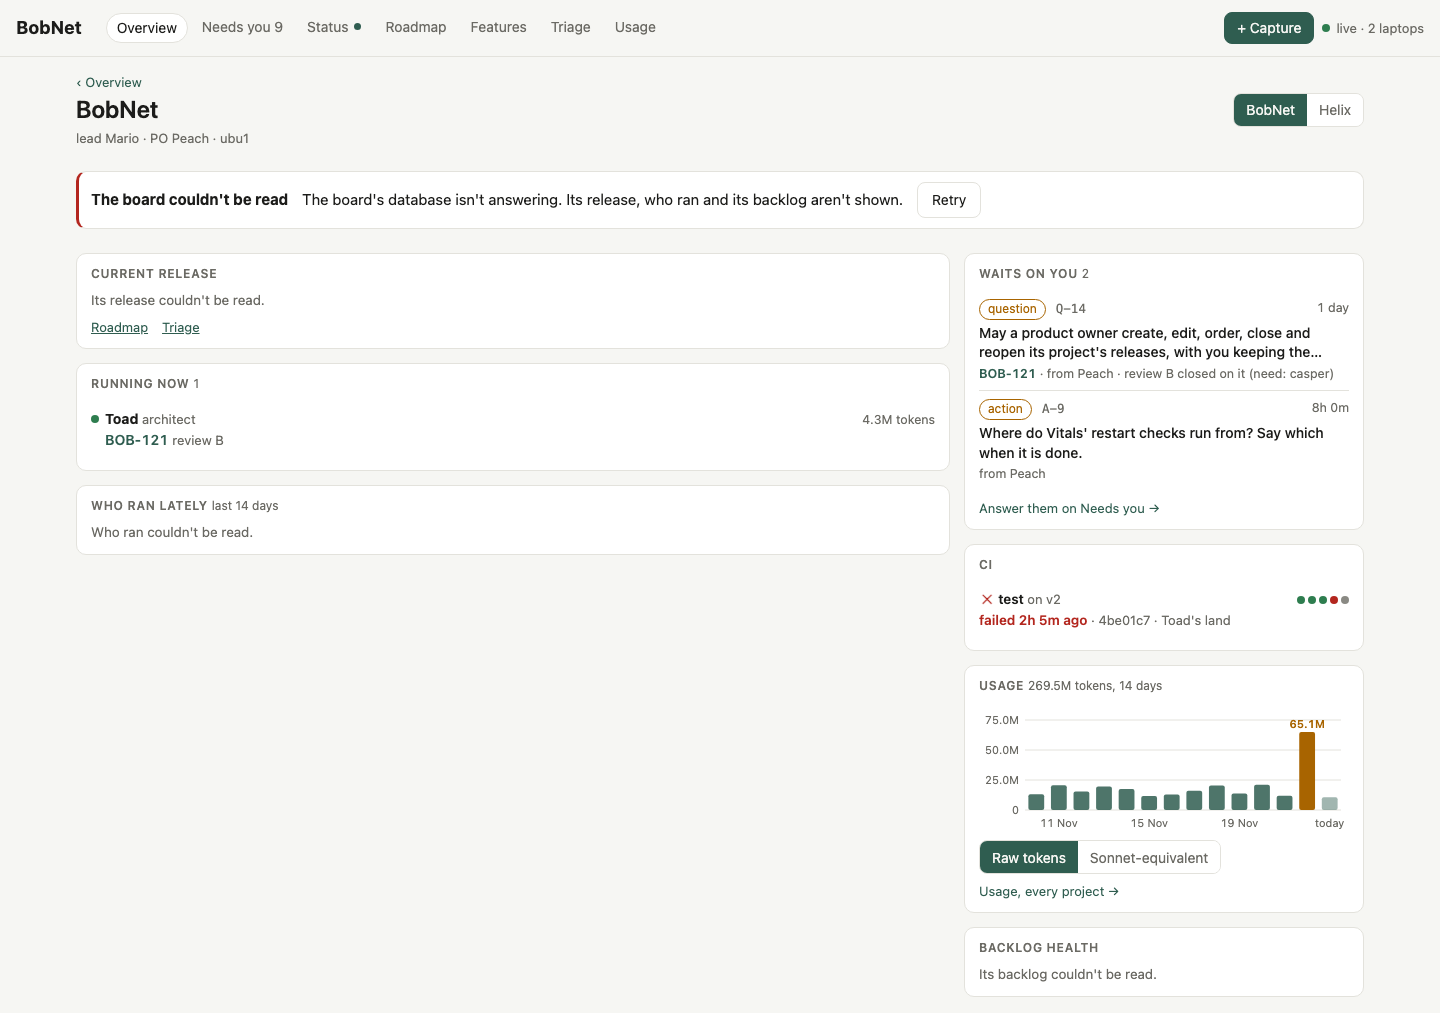 BobNet
Overview
Needs you 9
Status
Roadmap
Features
Triage
Usage
+ Capture
live · 2 laptops
‹ Overview
BobNet
lead Mario · PO Peach · ubu1
BobNet
Helix
The board couldn't be read
The board's database isn't answering. Its release, who ran and its backlog aren't shown.
Retry
CURRENT RELEASE
Its release couldn't be read.
Roadmap
Triage
RUNNING NOW 1
Toad architect
4.3M tokens
BOB-121 review B
WHO RAN LATELY last 14 days
Who ran couldn't be read.
WAITS ON YOU 2
question
Q-14
1 day
May a product owner create, edit, order, close and
reopen its project's releases, with you keeping the...
BOB-121 · from Peach · review B closed on it (need: casper)
action
A-9
8h 0m
Where do Vitals' restart checks run from? Say which
when it is done.
from Peach
Answer them on Needs you →
CI
test on v2
failed 2h 5m ago · 4be01c7 · Toad's land
USAGE 269.5M tokens, 14 days
75.0M
65.1M
50.0M
25.0M
0
11 Nov
15 Nov
19 Nov
today
Raw tokens
Sonnet-equivalent
Usage, every project →
BACKLOG HEALTH
Its backlog couldn't be read.